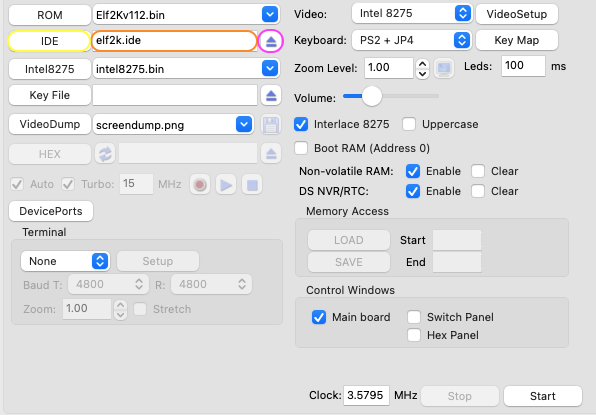 ROM Elf2Kv112.bin
IDE elf2k.ide
Intel8275 intel8275.bin
Key File
VideoDump screendump.png
HEX
Auto Turbo: 15 MHz
DevicePorts
Terminal
None Setup
Baud T: 4800 R: 4800
Zoom: 1.00 Stretch
Video: Intel 8275 VideoSetup
Keyboard: PS2 + JP4 Key Map
Zoom Level: 1.00 Leds: 100 ms
Volume:
Interlace 8275 Uppercase
Boot RAM (Address 0)
Non-volatile RAM: Enable Clear
DS NVR/RTC: Enable Clear
Memory Access
LOAD Start
SAVE End
Control Windows
Main board Switch Panel
Hex Panel
Clock: 3.5795 MHz Stop Start